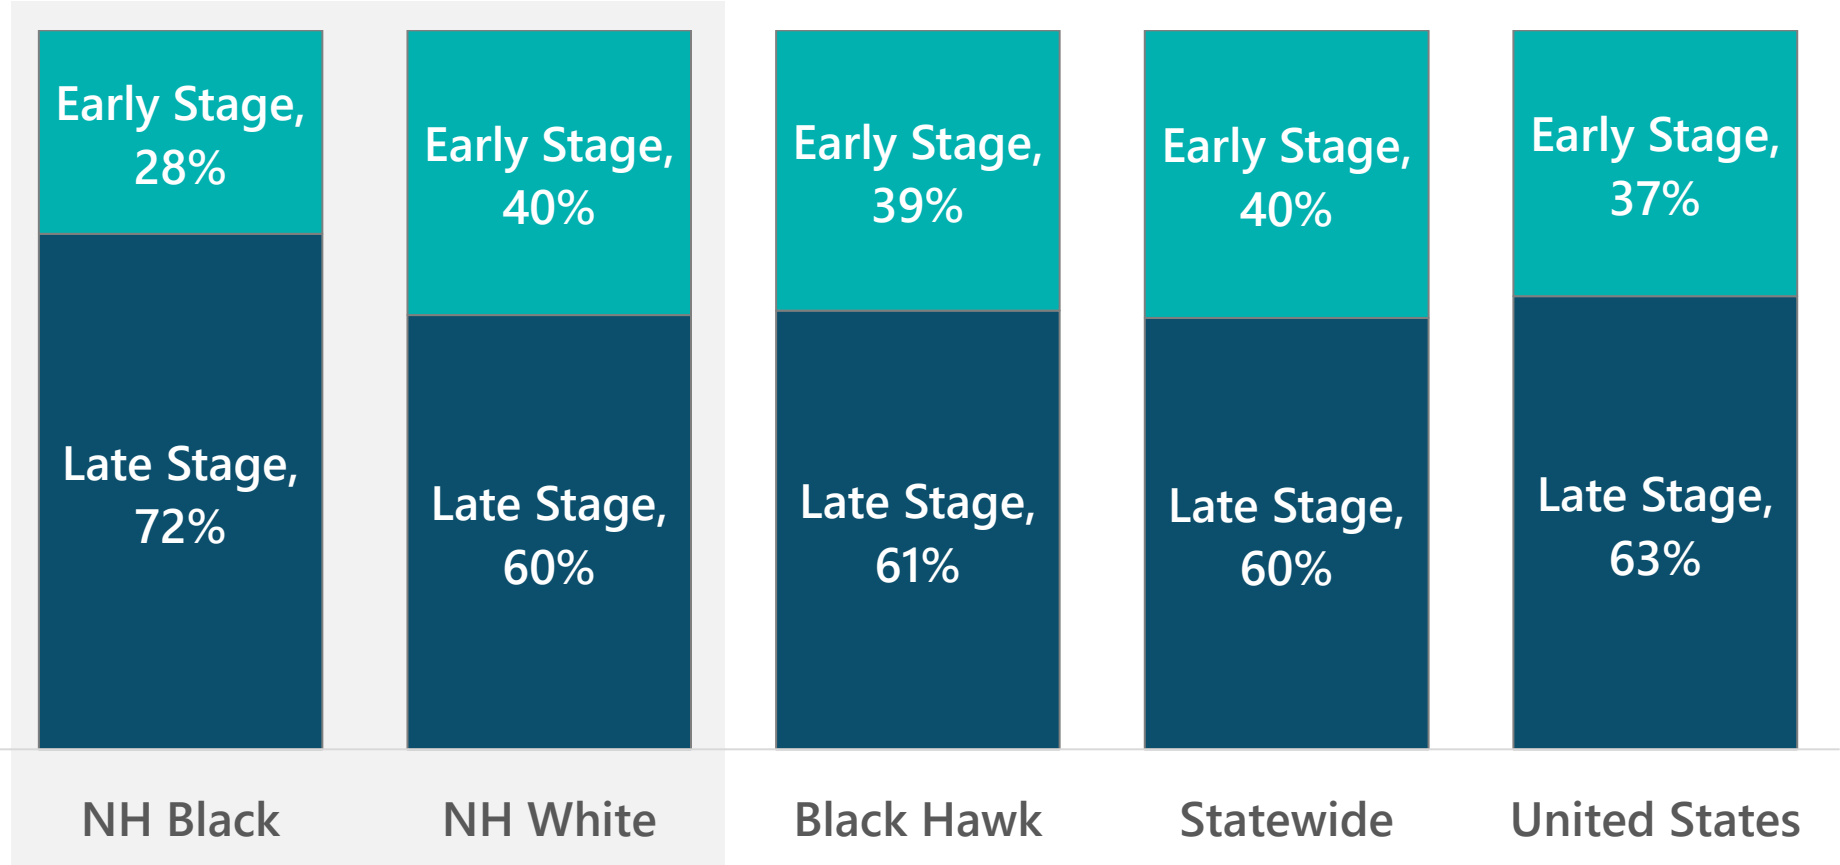 Early Stage,
28%
Late Stage,
72%
NH Black
Early Stage,
40%
Late Stage,
60%
NH White
Early Stage,
39%
Late Stage,
61%
Black Hawk
Early Stage,
40%
Late Stage,
60%
Statewide
Early Stage,
37%
Late Stage,
63%
United States